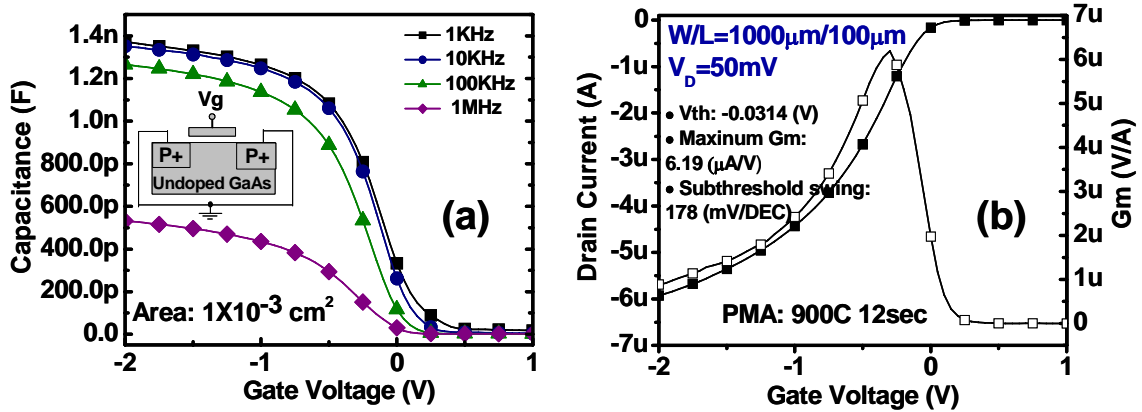 1.4n
1.2n
1.0n
800.0p
600.0p
400.0p
200.0p
0.0
Capacitance (F)
(a)
1KHz
10KHz
100KHz
1MHz
Vg
P+ P+
Undoped GaAs
Area: 1X10⁻³ cm²
-2 -1 0 1
Gate Voltage (V)
0
-1u
-2u
-3u
-4u
-5u
-6u
-7u
Drain Current (A)
W/L=1000μm/100μm
V_D=50mV
• Vth: -0.0314 (V)
• Maxinum Gm:
6.19 (μA/V)
• Subthreshold swing:
178 (mV/DEC)
(b)
PMA: 900C 12sec
7u
6u
5u
4u
3u
2u
1u
0
Gm (V/A)
-2 -1 0 1
Gate Voltage (V)